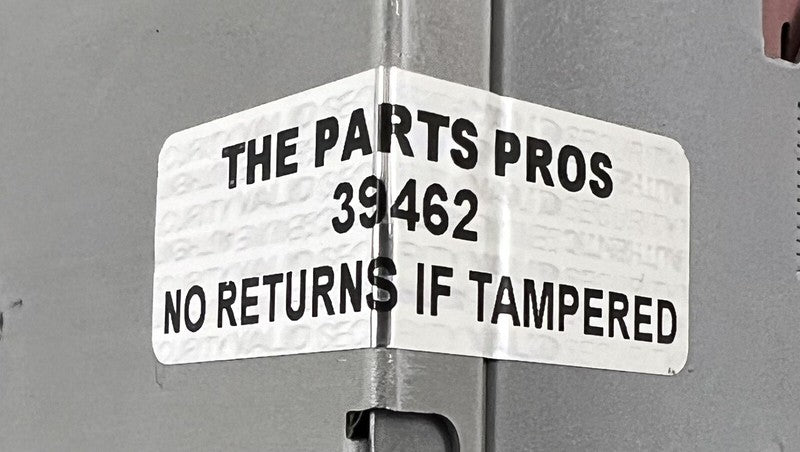 THE PARTS PROS
39462
NO RETURNS IF TAMPERED